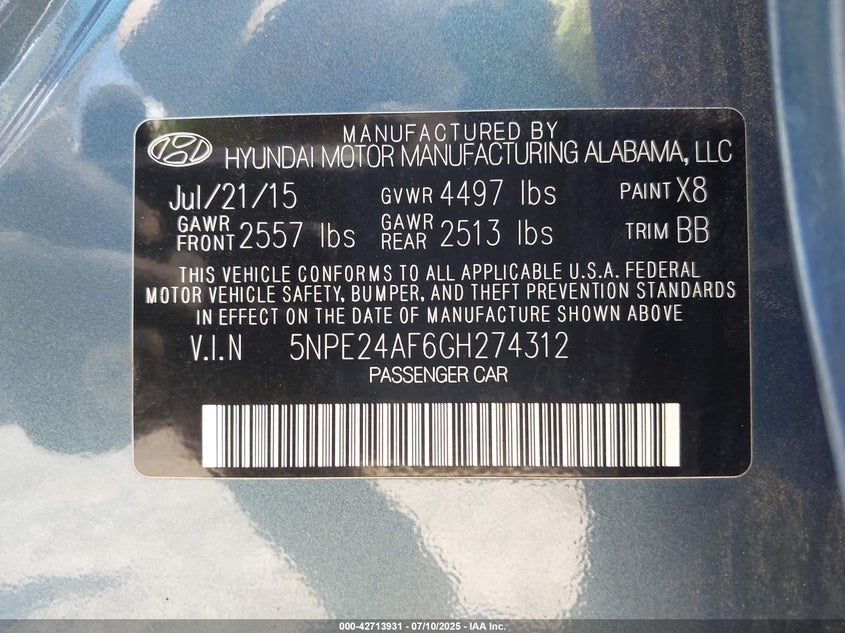 MANUFACTURED BY
HYUNDAI MOTOR MANUFACTURING ALABAMA, LLC
Jul/21/15 GVWR 4497 lbs PAINT X8
GAWR FRONT 2557 lbs GAWR REAR 2513 lbs TRIM BB
THIS VEHICLE CONFORMS TO ALL APPLICABLE U.S.A. FEDERAL
MOTOR VEHICLE SAFETY, BUMPER, AND THEFT PREVENTION STANDARDS
IN EFFECT ON THE DATE OF MANUFACTURE SHOWN ABOVE
V.I.N 5NPE24AF6GH274312
PASSENGER CAR
000-42713931 - 07/10/2025 - IAA Inc.